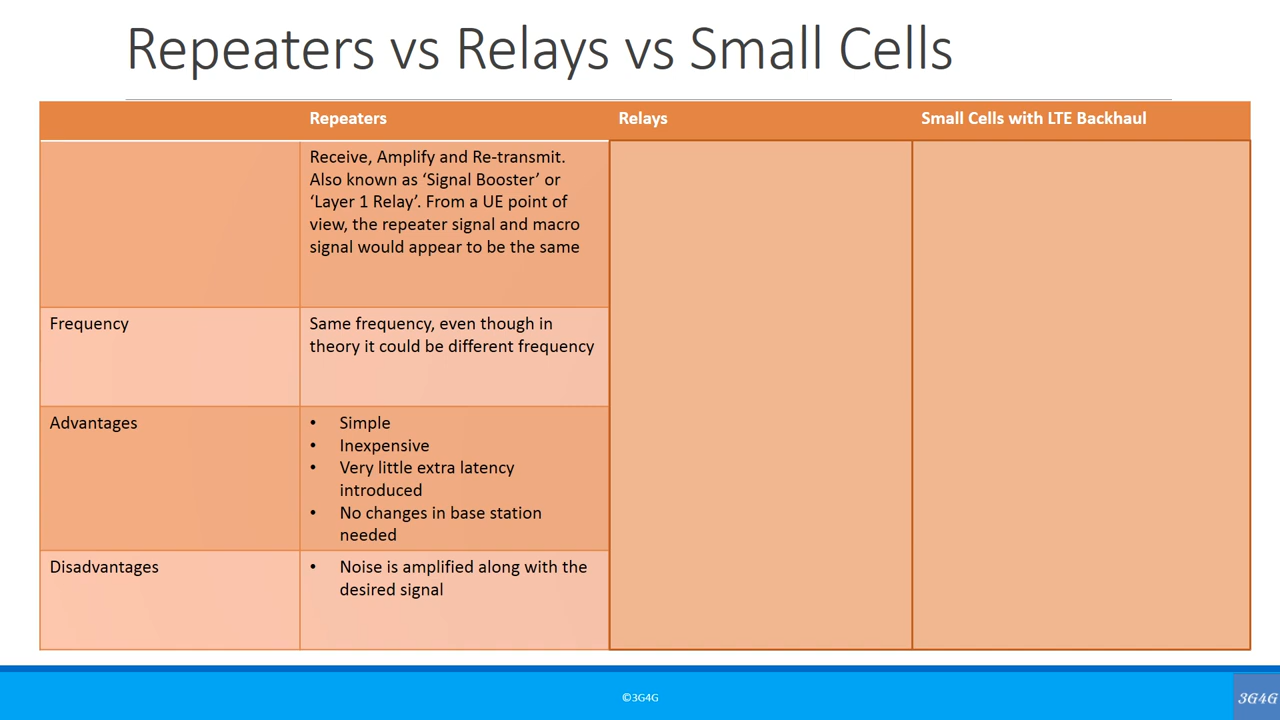 Repeaters vs Relays vs Small Cells
Repeaters
Relays
Small Cells with LTE Backhaul
Receive, Amplify and Re-transmit.
Also known as ‘Signal Booster’ or
‘Layer 1 Relay’. From a UE point of
view, the repeater signal and macro
signal would appear to be the same
Frequency
Same frequency, even though in
theory it could be different frequency
Advantages
• Simple
• Inexpensive
• Very little extra latency
introduced
• No changes in base station
needed
Disadvantages
• Noise is amplified along with the
desired signal
©3G4G
3G4G